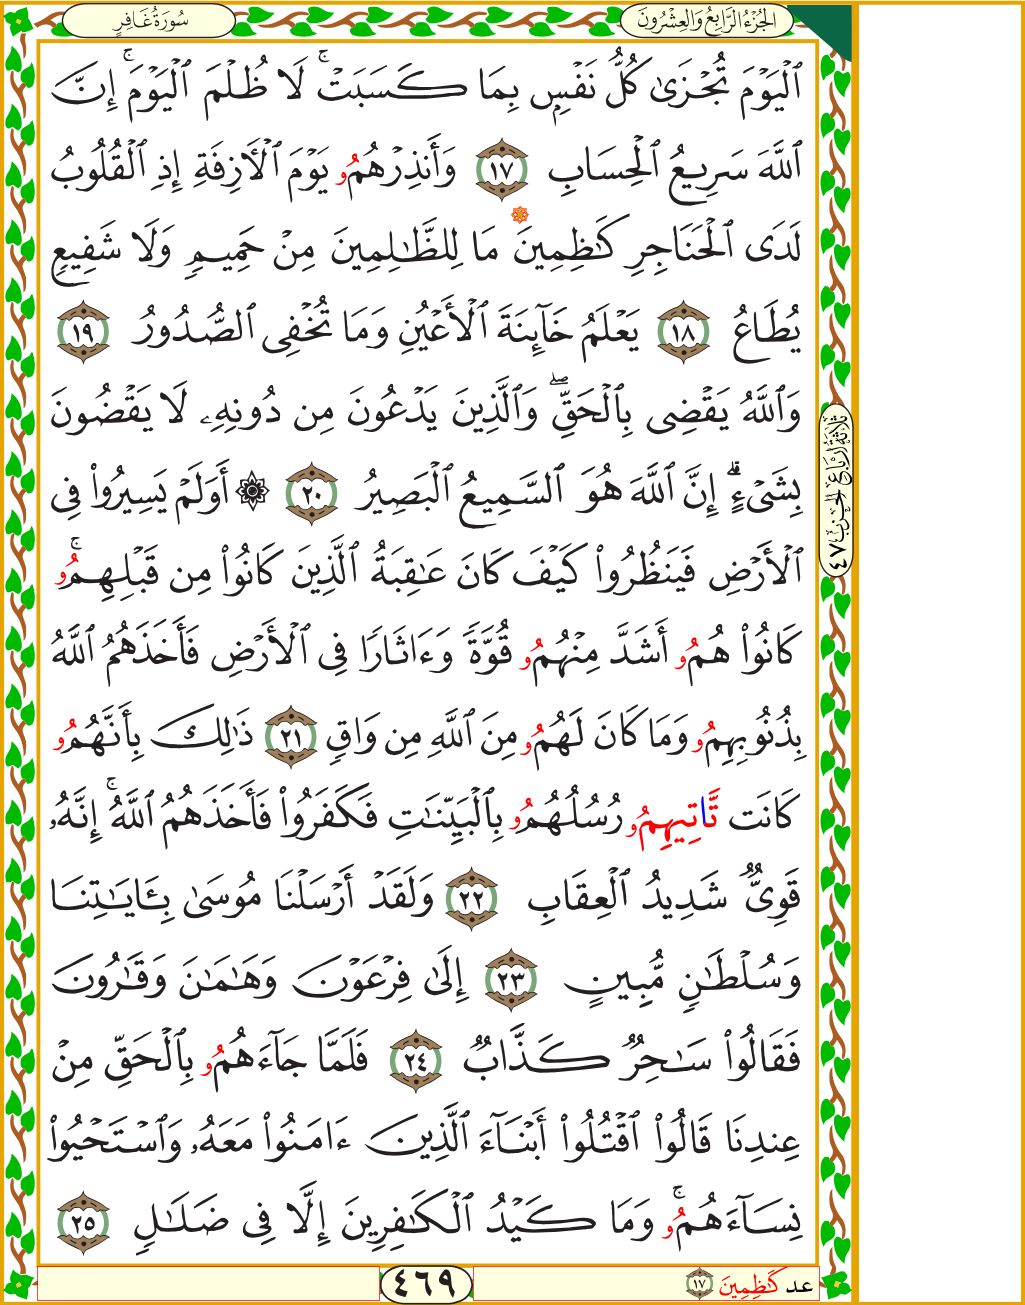 سُورَةُ غَافِرٍ
الجُزْءُ الرَّابِعُ وَالعِشْرُونَ
ٱلۡيَوۡمَ تُجۡزَىٰ كُلُّ نَفۡسِۭ بِمَا كَسَبَتۡۚ لَا ظُلۡمَ ٱلۡيَوۡمَۚ إِنَّ
ٱللَّهَ سَرِيعُ ٱلۡحِسَابِ ١٧ وَأَنذِرۡهُمُۥ يَوۡمَ ٱلۡأٓزِفَةِ إِذِ ٱلۡقُلُوبُ
لَدَى ٱلۡحَنَاجِرِ كَٰظِمِينَ مَا لِلظَّٰلِمِينَ مِنۡ حَمِيمٖ وَلَا شَفِيعٖ
يُطَاعُ ١٨ يَعۡلَمُ خَآئِنَةَ ٱلۡأَعۡيُنِ وَمَا تُخۡفِي ٱلصُّدُورُ ١٩
وَٱللَّهُ يَقۡضِي بِٱلۡحَقِّۖ وَٱلَّذِينَ يَدۡعُونَ مِن دُونِهِۦ لَا يَقۡضُونَ
بِشَيۡءٍۗ إِنَّ ٱللَّهَ هُوَ ٱلسَّمِيعُ ٱلۡبَصِيرُ ٢٠ ۞ أَوَلَمۡ يَسِيرُواْ فِي
ٱلۡأَرۡضِ فَيَنظُرُواْ كَيۡفَ كَانَ عَٰقِبَةُ ٱلَّذِينَ كَانُواْ مِن قَبۡلِهِمُۥۚ
كَانُواْ هُمُۥ أَشَدَّ مِنۡهُمُۥ قُوَّةٗ وَءَاثَارٗا فِي ٱلۡأَرۡضِ فَأَخَذَهُمُ ٱللَّهُ
بِذُنُوبِهِمُۥ وَمَا كَانَ لَهُمُۥ مِنَ ٱللَّهِ مِن وَاقٖ ٢١ ذَٰلِكَ بِأَنَّهُمُۥ
كَانَت تَّاتِيهِمُۥ رُسُلُهُمُۥ بِٱلۡبَيِّنَٰتِ فَكَفَرُواْ فَأَخَذَهُمُ ٱللَّهُۚ إِنَّهُۥ
قَوِيّٞ شَدِيدُ ٱلۡعِقَابِ ٢٢ وَلَقَدۡ أَرۡسَلۡنَا مُوسَىٰ بِـَٔايَٰتِنَا
وَسُلۡطَٰنٖ مُّبِينٍ ٢٣ إِلَىٰ فِرۡعَوۡنَ وَهَٰمَٰنَ وَقَٰرُونَ
فَقَالُواْ سَٰحِرٞ كَذَّابٞ ٢٤ فَلَمَّا جَآءَهُمُۥ بِٱلۡحَقِّ مِنۡ
عِندِنَا قَالُواْ ٱقۡتُلُوٓاْ أَبۡنَآءَ ٱلَّذِينَ ءَامَنُواْ مَعَهُۥ وَٱسۡتَحۡيُواْ
نِسَآءَهُمُۥۚ وَمَا كَيۡدُ ٱلۡكَٰفِرِينَ إِلَّا فِي ضَلَٰلٖ ٢٥
ثَلَاثَةُ أَرْبَاعِ الحِزْب ٤٧
عد كَٰظِمِينَ ١٧
٤٦٩